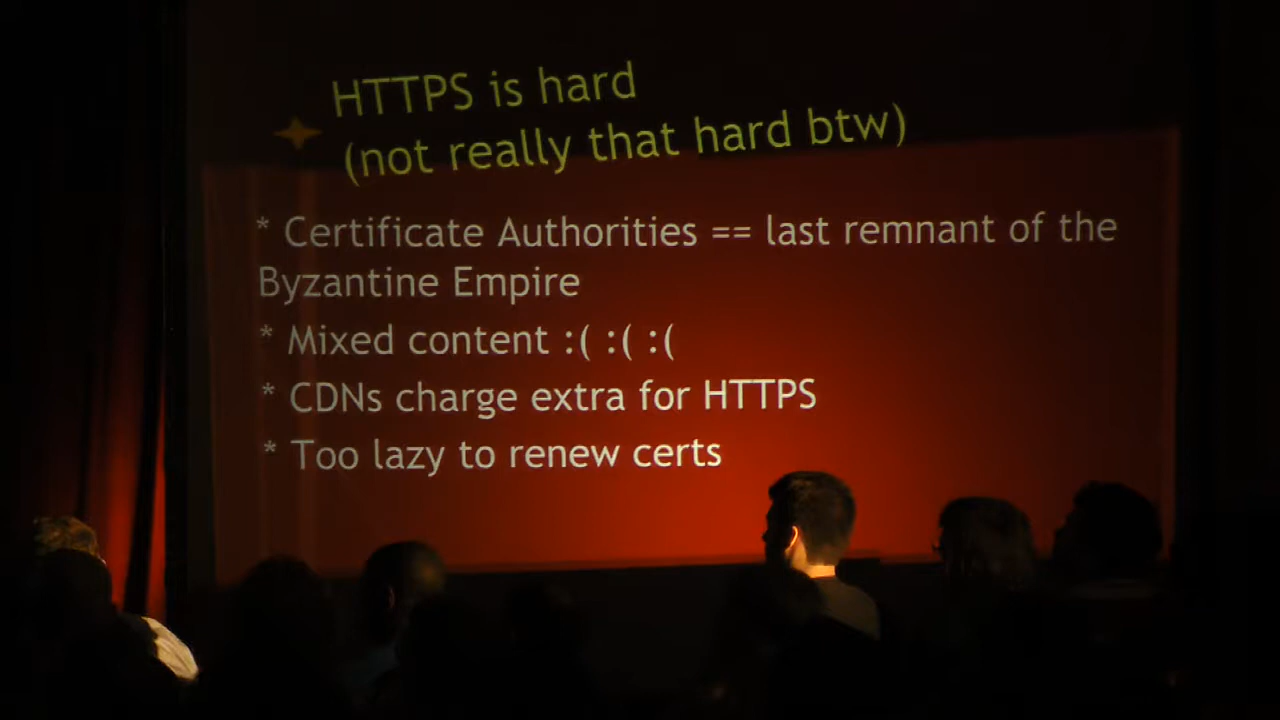 HTTPS is hard
(not really that hard btw)
* Certificate Authorities == last remnant of the
Byzantine Empire
* Mixed content :( :( :(
* CDNs charge extra for HTTPS
* Too lazy to renew certs